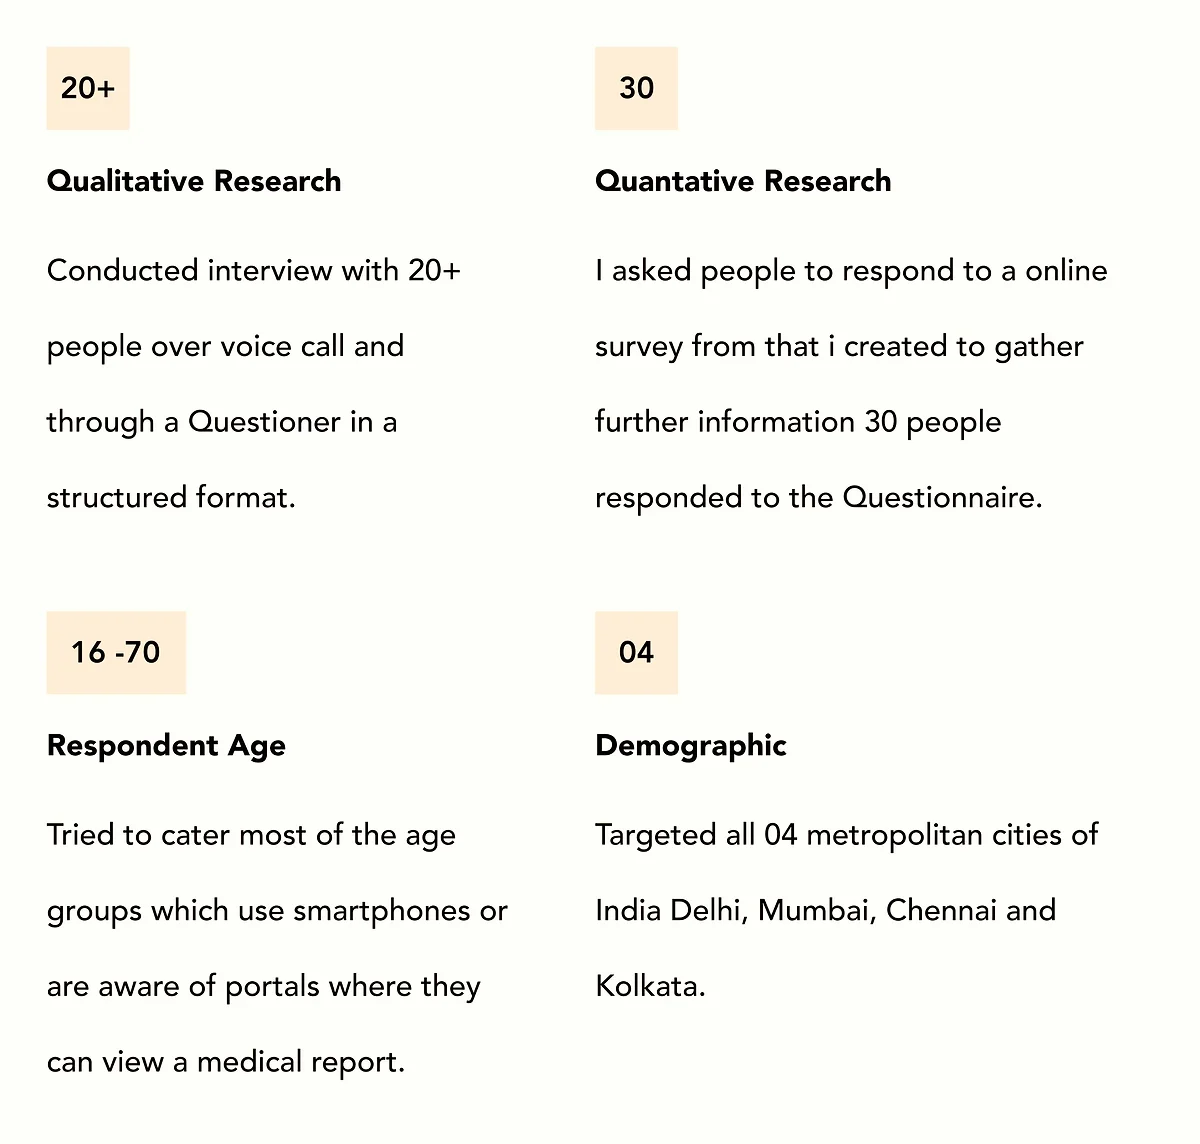 20+
Qualitative Research
Conducted interview with 20+
people over voice call and
through a Questioner in a
structured format.
30
Quantative Research
I asked people to respond to a online
survey from that i created to gather
further information 30 people
responded to the Questionnaire.
16 -70
Respondent Age
Tried to cater most of the age
groups which use smartphones or
are aware of portals where they
can view a medical report.
04
Demographic
Targeted all 04 metropolitan cities of
India Delhi, Mumbai, Chennai and
Kolkata.